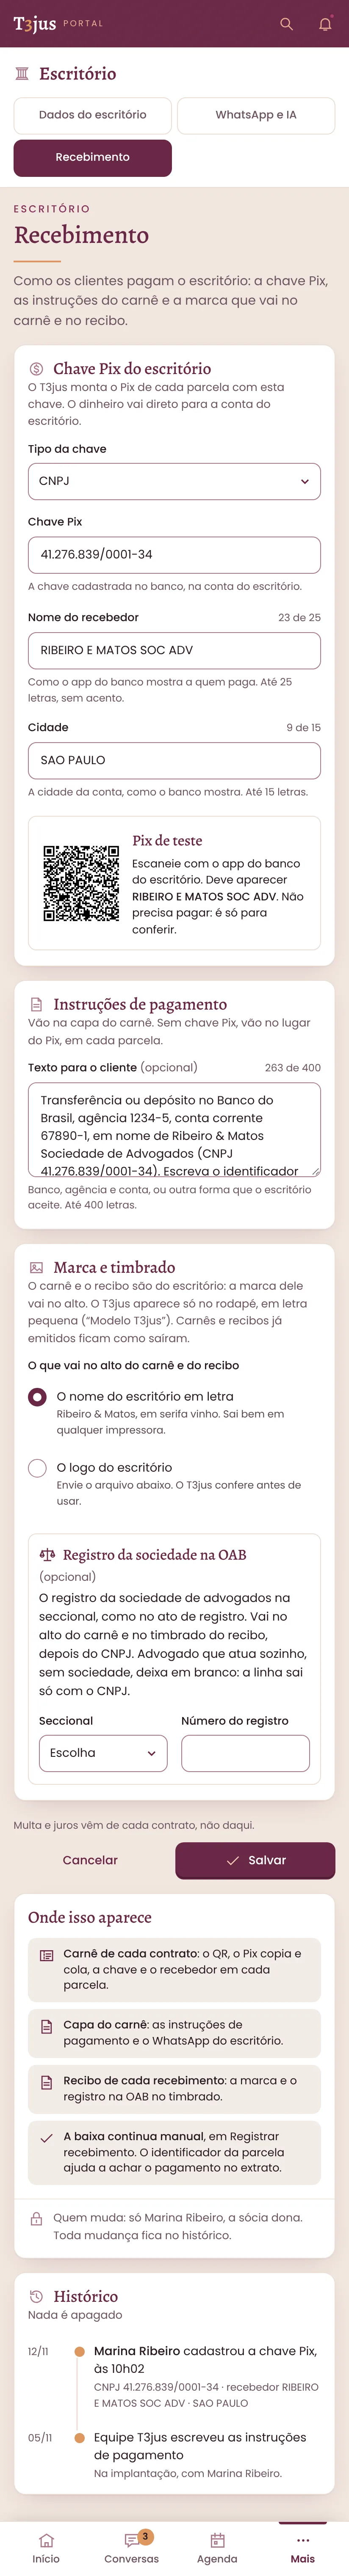 T3jus PORTAL
Escritório
Dados do escritório
WhatsApp e IA
Recebimento
ESCRITÓRIO
Recebimento
Como os clientes pagam o escritório: a chave Pix,
as instruções do carnê e a marca que vai no
carnê e no recibo.
Chave Pix do escritório
O T3jus monta o Pix de cada parcela com esta
chave. O dinheiro vai direto para a conta do
escritório.
Tipo da chave
CNPJ
Chave Pix
41.276.839/0001-34
A chave cadastrada no banco, na conta do escritório.
Nome do recebedor 23 de 25
RIBEIRO E MATOS SOC ADV
Como o app do banco mostra a quem paga. Até 25
letras, sem acento.
Cidade 9 de 15
SAO PAULO
A cidade da conta, como o banco mostra. Até 15 letras.
Pix de teste
Escaneie com o app do banco
do escritório. Deve aparecer
RIBEIRO E MATOS SOC ADV. Não
precisa pagar: é só para
conferir.
Instruções de pagamento
Vão na capa do carnê. Sem chave Pix, vão no lugar
do Pix, em cada parcela.
Texto para o cliente (opcional) 263 de 400
Transferência ou depósito no Banco do
Brasil, agência 1234-5, conta corrente
67890-1, em nome de Ribeiro & Matos
Sociedade de Advogados (CNPJ
41.276.839/0001-34). Escreva o identificador
Banco, agência e conta, ou outra forma que o escritório
aceite. Até 400 letras.
Marca e timbrado
O carnê e o recibo são do escritório: a marca dele
vai no alto. O T3jus aparece só no rodapé, em letra
pequena (“Modelo T3jus”). Carnês e recibos já
emitidos ficam como saíram.
O que vai no alto do carnê e do recibo
O nome do escritório em letra
Ribeiro & Matos, em serifa vinho. Sai bem em
qualquer impressora.
O logo do escritório
Envie o arquivo abaixo. O T3jus confere antes de
usar.
Registro da sociedade na OAB
(opcional)
O registro da sociedade de advogados na
seccional, como no ato de registro. Vai no
alto do carnê e no timbrado do recibo,
depois do CNPJ. Advogado que atua sozinho,
sem sociedade, deixa em branco: a linha sai
só com o CNPJ.
Seccional
Número do registro
Escolha
Multa e juros vêm de cada contrato, não daqui.
Cancelar
Salvar
Onde isso aparece
Carnê de cada contrato: o QR, o Pix copia e
cola, a chave e o recebedor em cada
parcela.
Capa do carnê: as instruções de
pagamento e o WhatsApp do escritório.
Recibo de cada recebimento: a marca e o
registro na OAB no timbrado.
A baixa continua manual, em Registrar
recebimento. O identificador da parcela
ajuda a achar o pagamento no extrato.
Quem muda: só Marina Ribeiro, a sócia dona.
Toda mudança fica no histórico.
Histórico
Nada é apagado
12/11
Marina Ribeiro cadastrou a chave Pix,
às 10h02
CNPJ 41.276.839/0001-34 · recebedor RIBEIRO
E MATOS SOC ADV · SAO PAULO
05/11
Equipe T3jus escreveu as instruções
de pagamento
Na implantação, com Marina Ribeiro.
Início
Conversas
3
Agenda
Mais